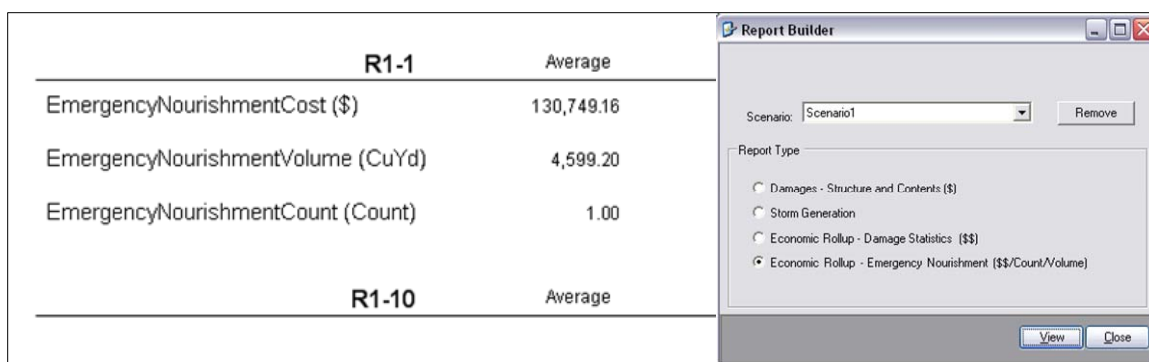 R1-1 Average
EmergencyNourishmentCost ($) 130,749.16
EmergencyNourishmentVolume (CuYd) 4,599.20
EmergencyNourishmentCount (Count) 1.00
R1-10 Average
Report Builder
Scenario: Scenario1 Remove
Report Type
Damages - Structure and Contents ($)
Storm Generation
Economic Rollup - Damage Statistics ($$)
Economic Rollup - Emergency Nourishment ($$/Count/Volume)
View Close